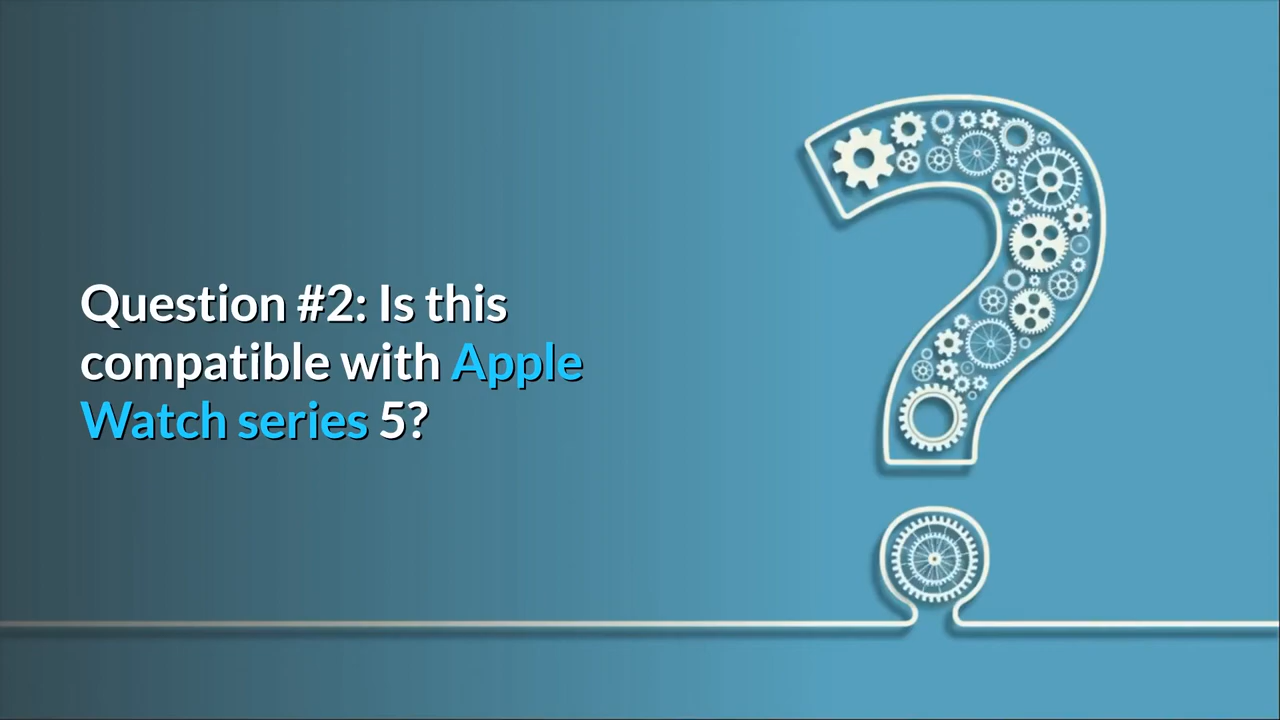 Question #2: Is this
compatible with Apple
Watch series 5?